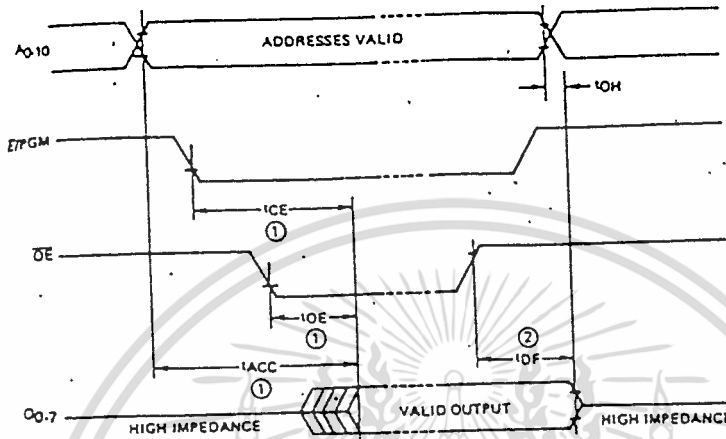 A0-10
ADDRESSES VALID
tOH
E/PGM
tCE
①
OE
tOE
①
②
tDF
tACC
①
O0-7
HIGH IMPEDANCE
VALID OUTPUT
HIGH IMPEDANCE